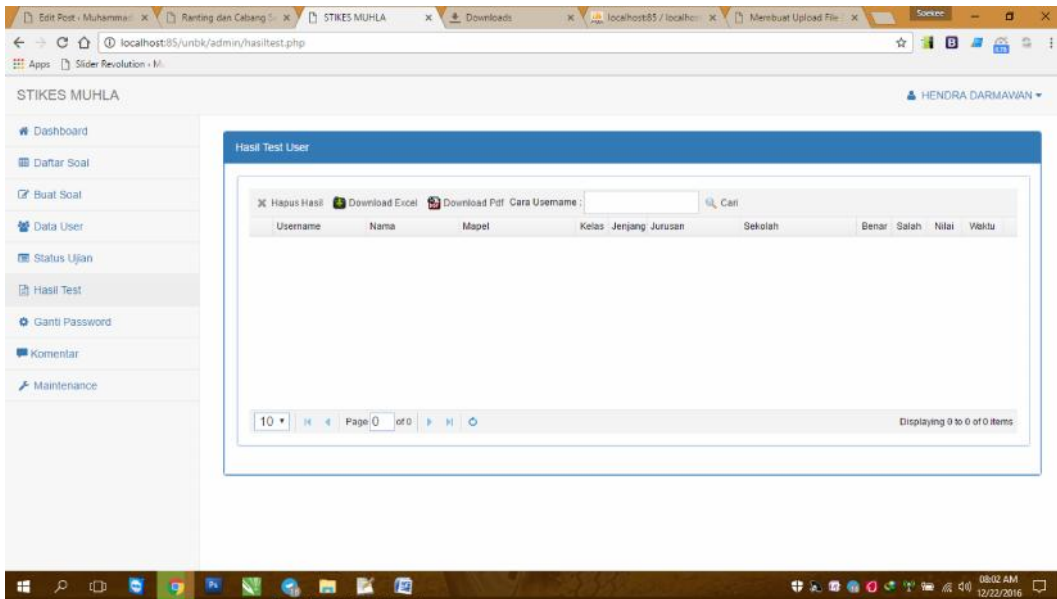 Edit Post ‹ Muhammad
Ranting dan Cabang S
STIKES MUHLA
Downloads
localhost:85 / localho
Membuat Upload File
Soekee
localhost:85/unbk/admin/hasiltest.php
Apps
Slider Revolution ‹ M
STIKES MUHLA
HENDRA DARMAWAN
Dashboard
Daftar Soal
Buat Soal
Data User
Status Ujian
Hasil Test
Ganti Password
Komentar
Maintenance
Hasil Test User
Hapus Hasil Download Excel Download Pdf Cara Username : Cari
Username Nama Mapel Kelas Jenjang Jurusan Sekolah Benar Salah Nilai Waktu
10 Page 0 of 0 Displaying 0 to 0 of 0 items
08:02 AM
12/22/2016